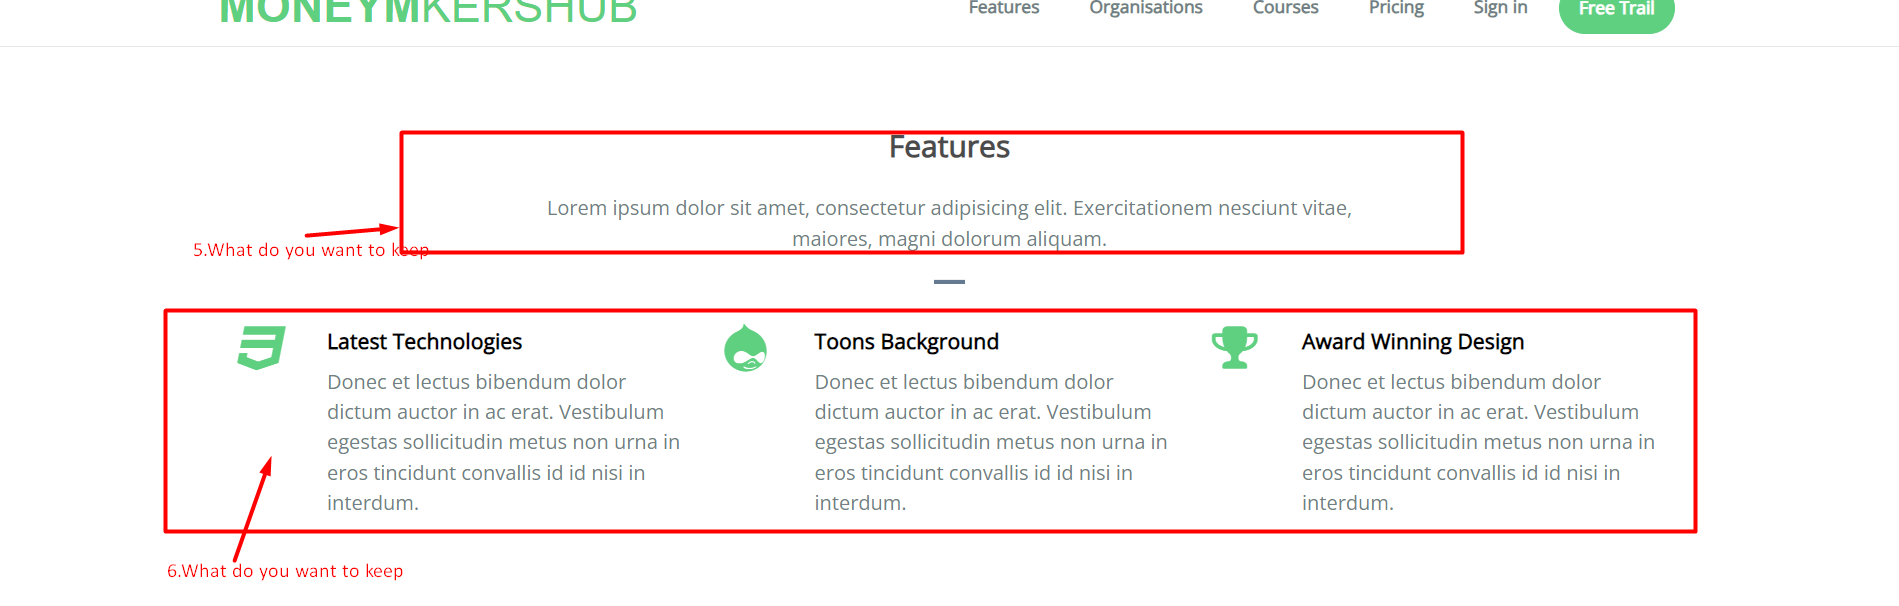 MONEYMKERSHUB
Features Organisations Courses Pricing Sign in Free Trail
Features
Lorem ipsum dolor sit amet, consectetur adipisicing elit. Exercitationem nesciunt vitae,
maiores, magni dolorum aliquam.
5.What do you want to keep
Latest Technologies
Donec et lectus bibendum dolor
dictum auctor in ac erat. Vestibulum
egestas sollicitudin metus non urna in
eros tincidunt convallis id id nisi in
interdum.
Toons Background
Donec et lectus bibendum dolor
dictum auctor in ac erat. Vestibulum
egestas sollicitudin metus non urna in
eros tincidunt convallis id id nisi in
interdum.
Award Winning Design
Donec et lectus bibendum dolor
dictum auctor in ac erat. Vestibulum
egestas sollicitudin metus non urna in
eros tincidunt convallis id id nisi in
interdum.
6.What do you want to keep